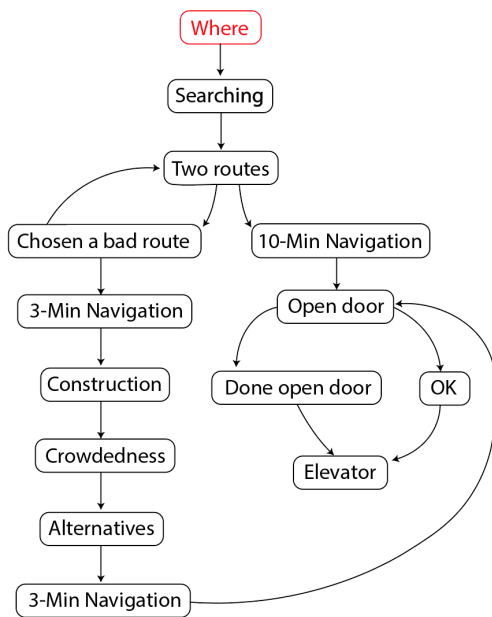 Where
Searching
Two routes
Chosen a bad route
10-Min Navigation
3-Min Navigation
Open door
Construction
Done open door
OK
Crowdedness
Elevator
Alternatives
3-Min Navigation